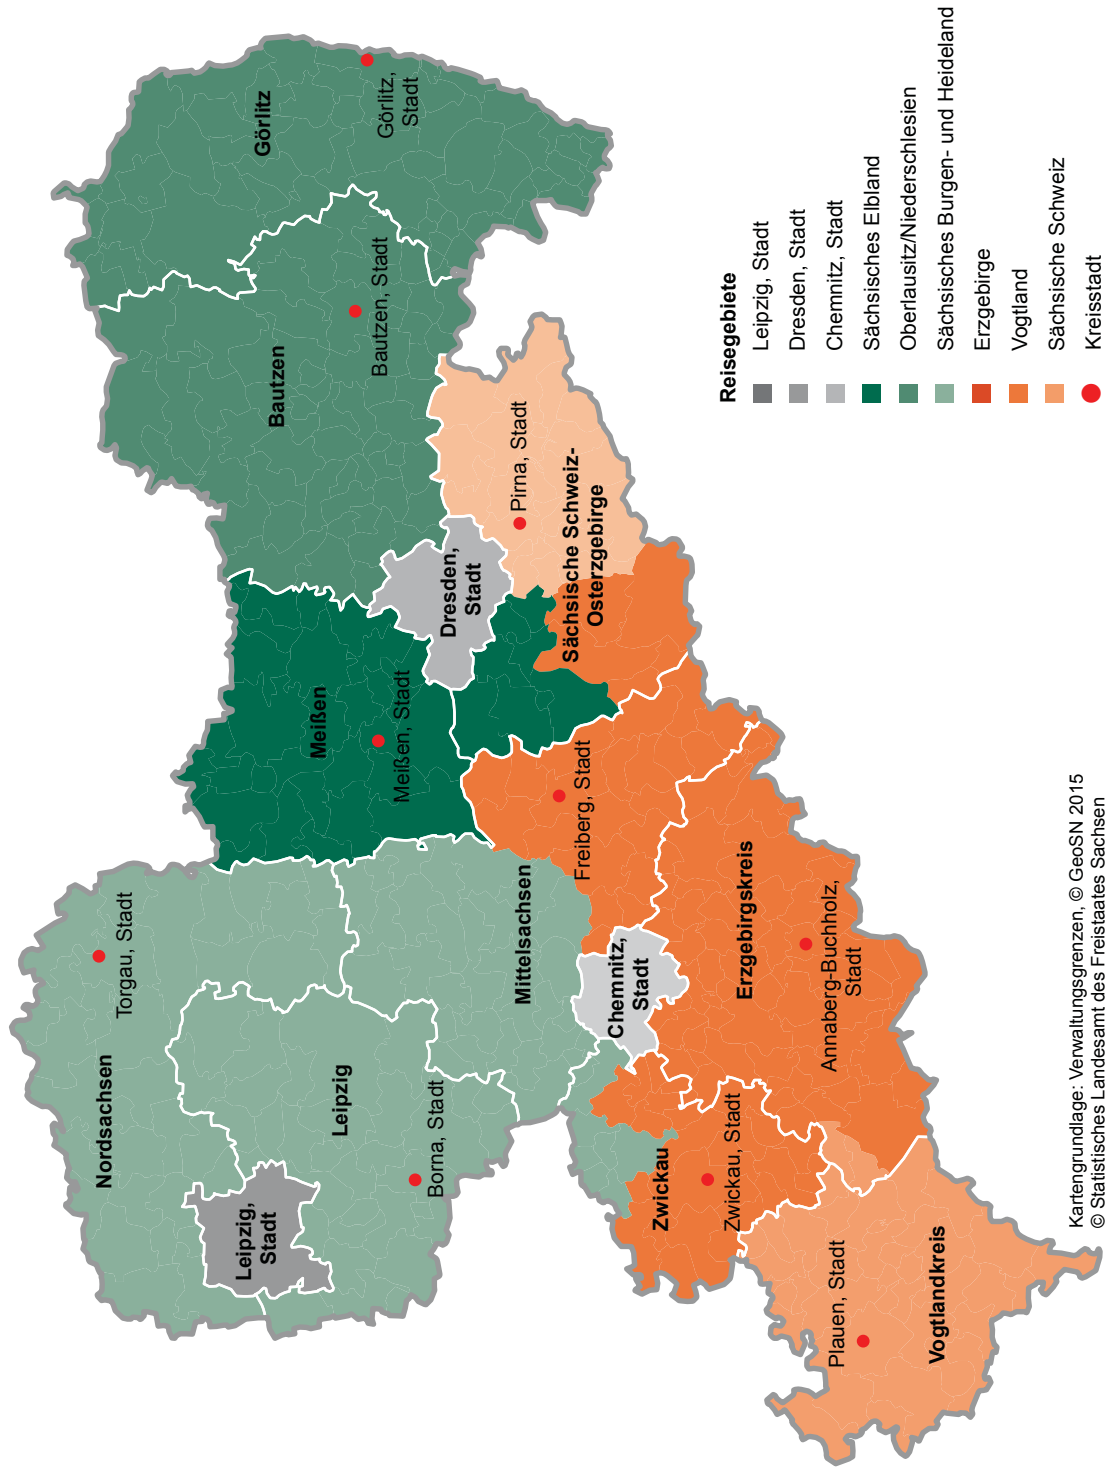 Nordsachsen
Torgau, Stadt
Leipzig,
Stadt
Leipzig
Borna, Stadt
Meißen
Meißen, Stadt
Bautzen
Bautzen, Stadt
Görlitz
Görlitz,
Stadt
Dresden,
Stadt
Pirna, Stadt
Sächsische Schweiz-
Osterzgebirge
Mittelsachsen
Freiberg, Stadt
Chemnitz,
Stadt
Zwickau
Zwickau, Stadt
Erzgebirgskreis
Annaberg-Buchholz,
Stadt
Plauen, Stadt
Vogtlandkreis
Reisegebiete
Leipzig, Stadt
Dresden, Stadt
Chemnitz, Stadt
Sächsisches Elbland
Oberlausitz/Niederschlesien
Sächsisches Burgen- und Heideland
Erzgebirge
Vogtland
Sächsische Schweiz
Kreisstadt
Kartengrundlage: Verwaltungsgrenzen, © GeoSN 2015
© Statistisches Landesamt des Freistaates Sachsen